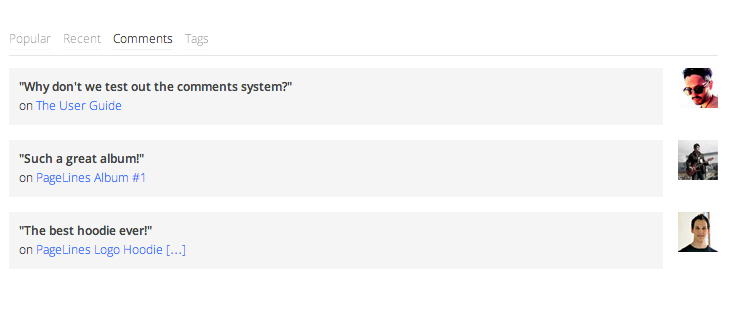 Popular Recent Comments Tags
"Why don't we test out the comments system?"
on The User Guide
"Such a great album!"
on PageLines Album #1
"The best hoodie ever!"
on PageLines Logo Hoodie [...]